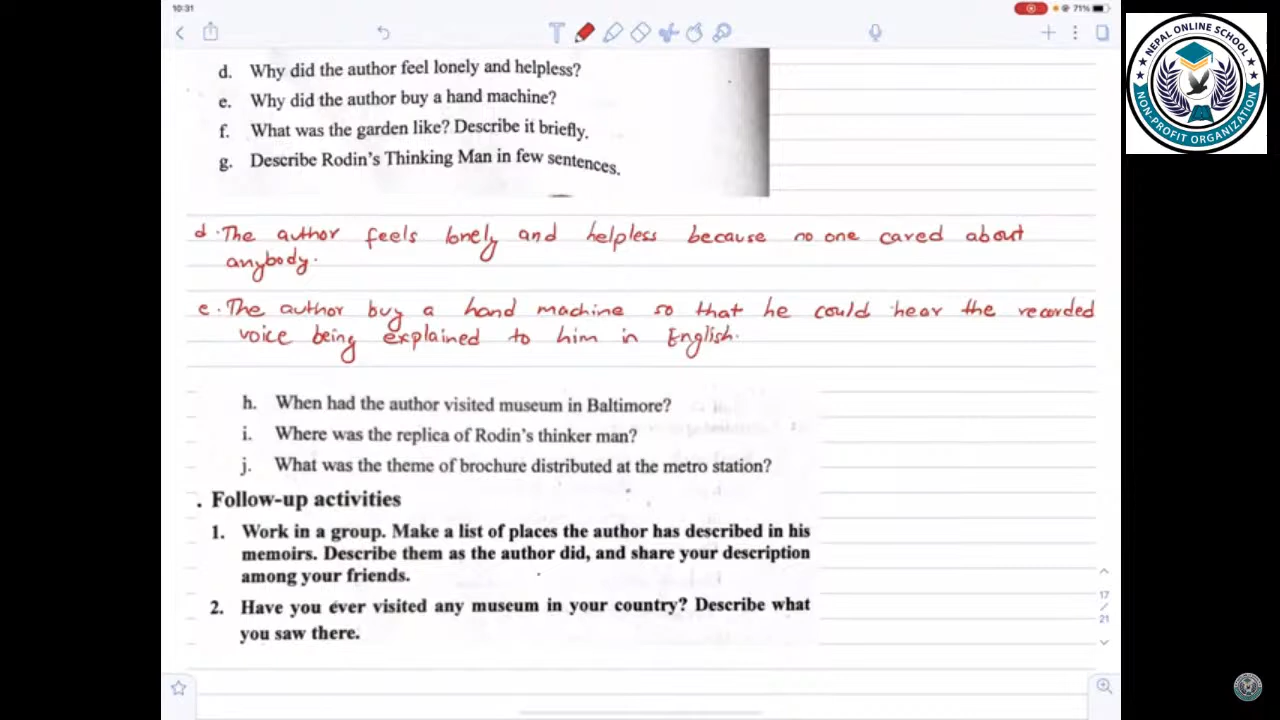 10:31
71%
NEPAL ONLINE SCHOOL
NON-PROFIT ORGANIZATION
d. Why did the author feel lonely and helpless?
e. Why did the author buy a hand machine?
f. What was the garden like? Describe it briefly.
g. Describe Rodin's Thinking Man in few sentences.
d. The author feels lonely and helpless because no one cared about
anybody.
e. The author buy a hand machine so that he could hear the recorded
voice being explained to him in English.
h. When had the author visited museum in Baltimore?
i. Where was the replica of Rodin's thinker man?
j. What was the theme of brochure distributed at the metro station?
. Follow-up activities
1. Work in a group. Make a list of places the author has described in his
memoirs. Describe them as the author did, and share your description
among your friends.
2. Have you ever visited any museum in your country? Describe what
you saw there.
17
/
21